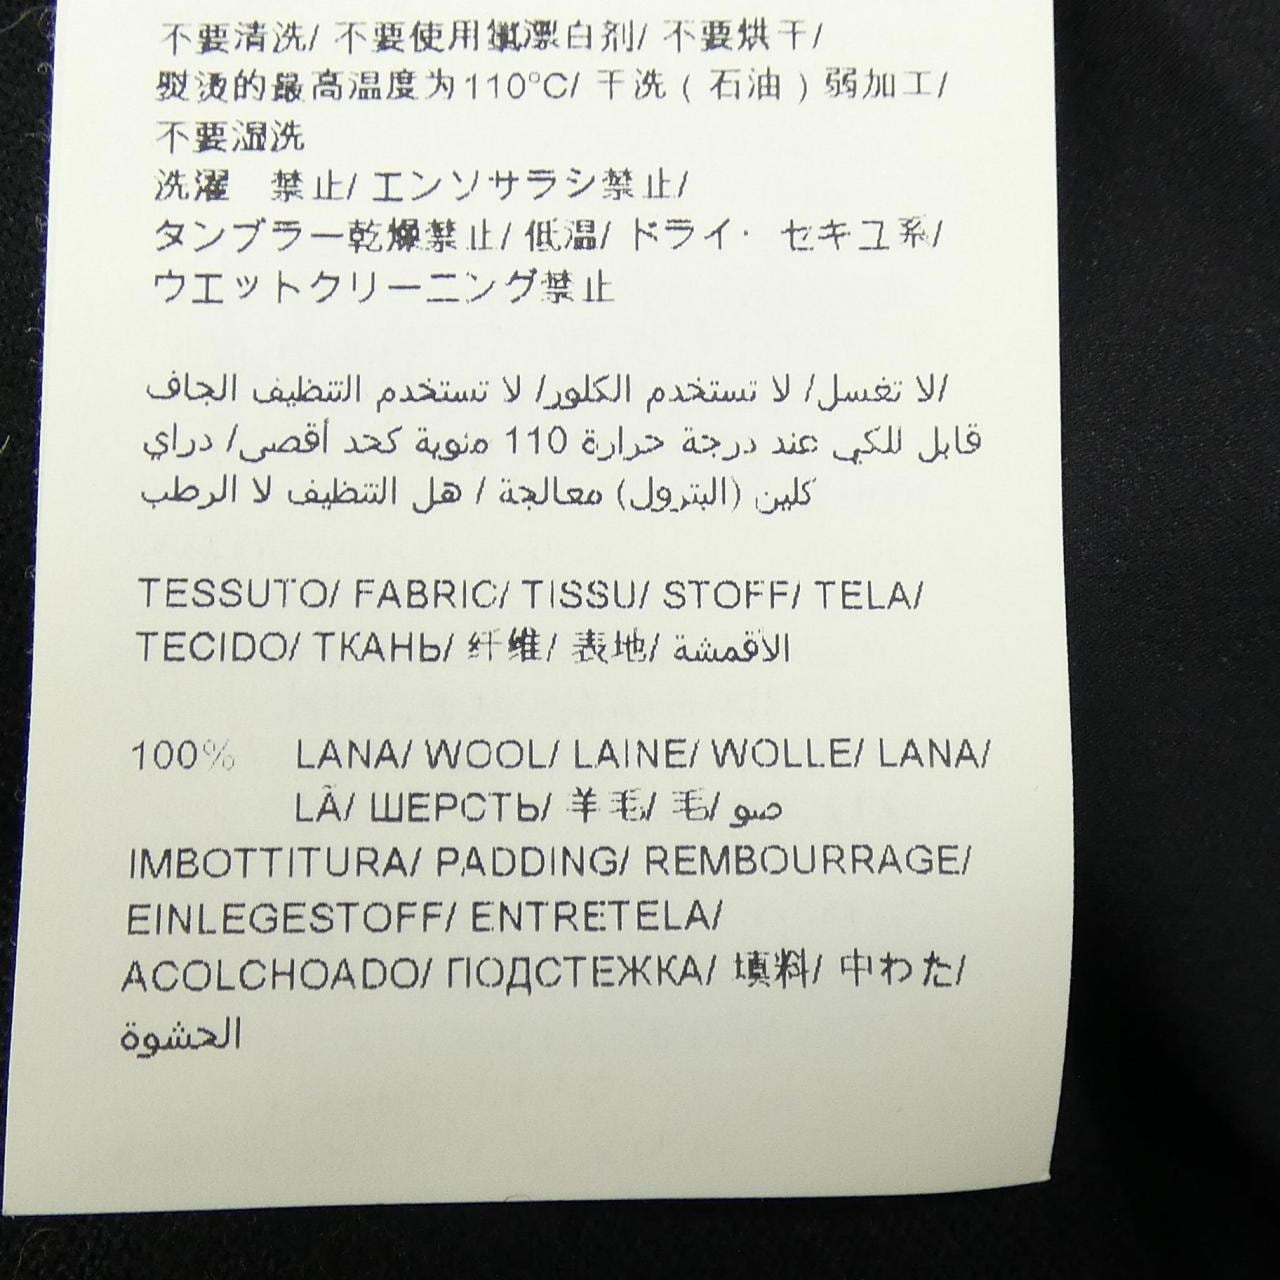 不要清洗/ 不要使用氯漂白剂/ 不要烘干/
熨烫的最高温度为110°C/ 干洗 ( 石油 ) 弱加工/
不要湿洗
洗濯 禁止/ エンソサラシ禁止/
タンブラー乾燥禁止/ 低温/ ドライ· セキユ系/
ウエットクリーニング禁止
لا تغسل/ لا تستخدم الكلور/ لا تستخدم التنظيف الجاف/
قابل للكي عند درجة حرارة 110 مئوية كحد أقصى/ دراي
كلين (البترول) معالجة / هل التنظيف لا الرطب
TESSUTO/ FABRIC/ TISSU/ STOFF/ TELA/
TECIDO/ ТКАНЬ/ 纤维/ 表地/ الأقمشة
100% LANA/ WOOL/ LAINE/ WOLLE/ LANA/
LÃ/ ШЕРСТЬ/ 羊毛/ 毛/ صو
IMBOTTITURA/ PADDING/ REMBOURRAGE/
EINLEGESTOFF/ ENTRETELA/
ACOLCHOADO/ ПОДСТЕЖКА/ 填料/ 中わた/
الحشوة